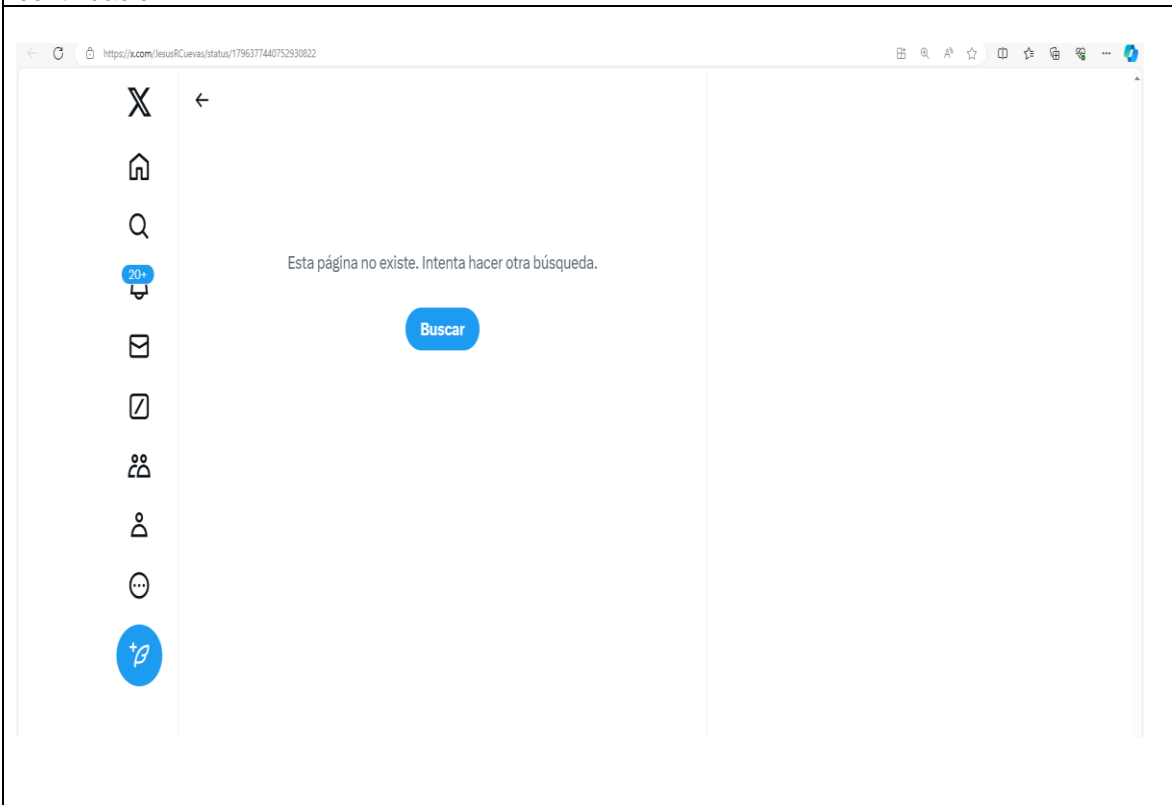 https://x.com/JesusRCuevas/status/1796377440752930822
20+
Esta página no existe. Intenta hacer otra búsqueda.
Buscar